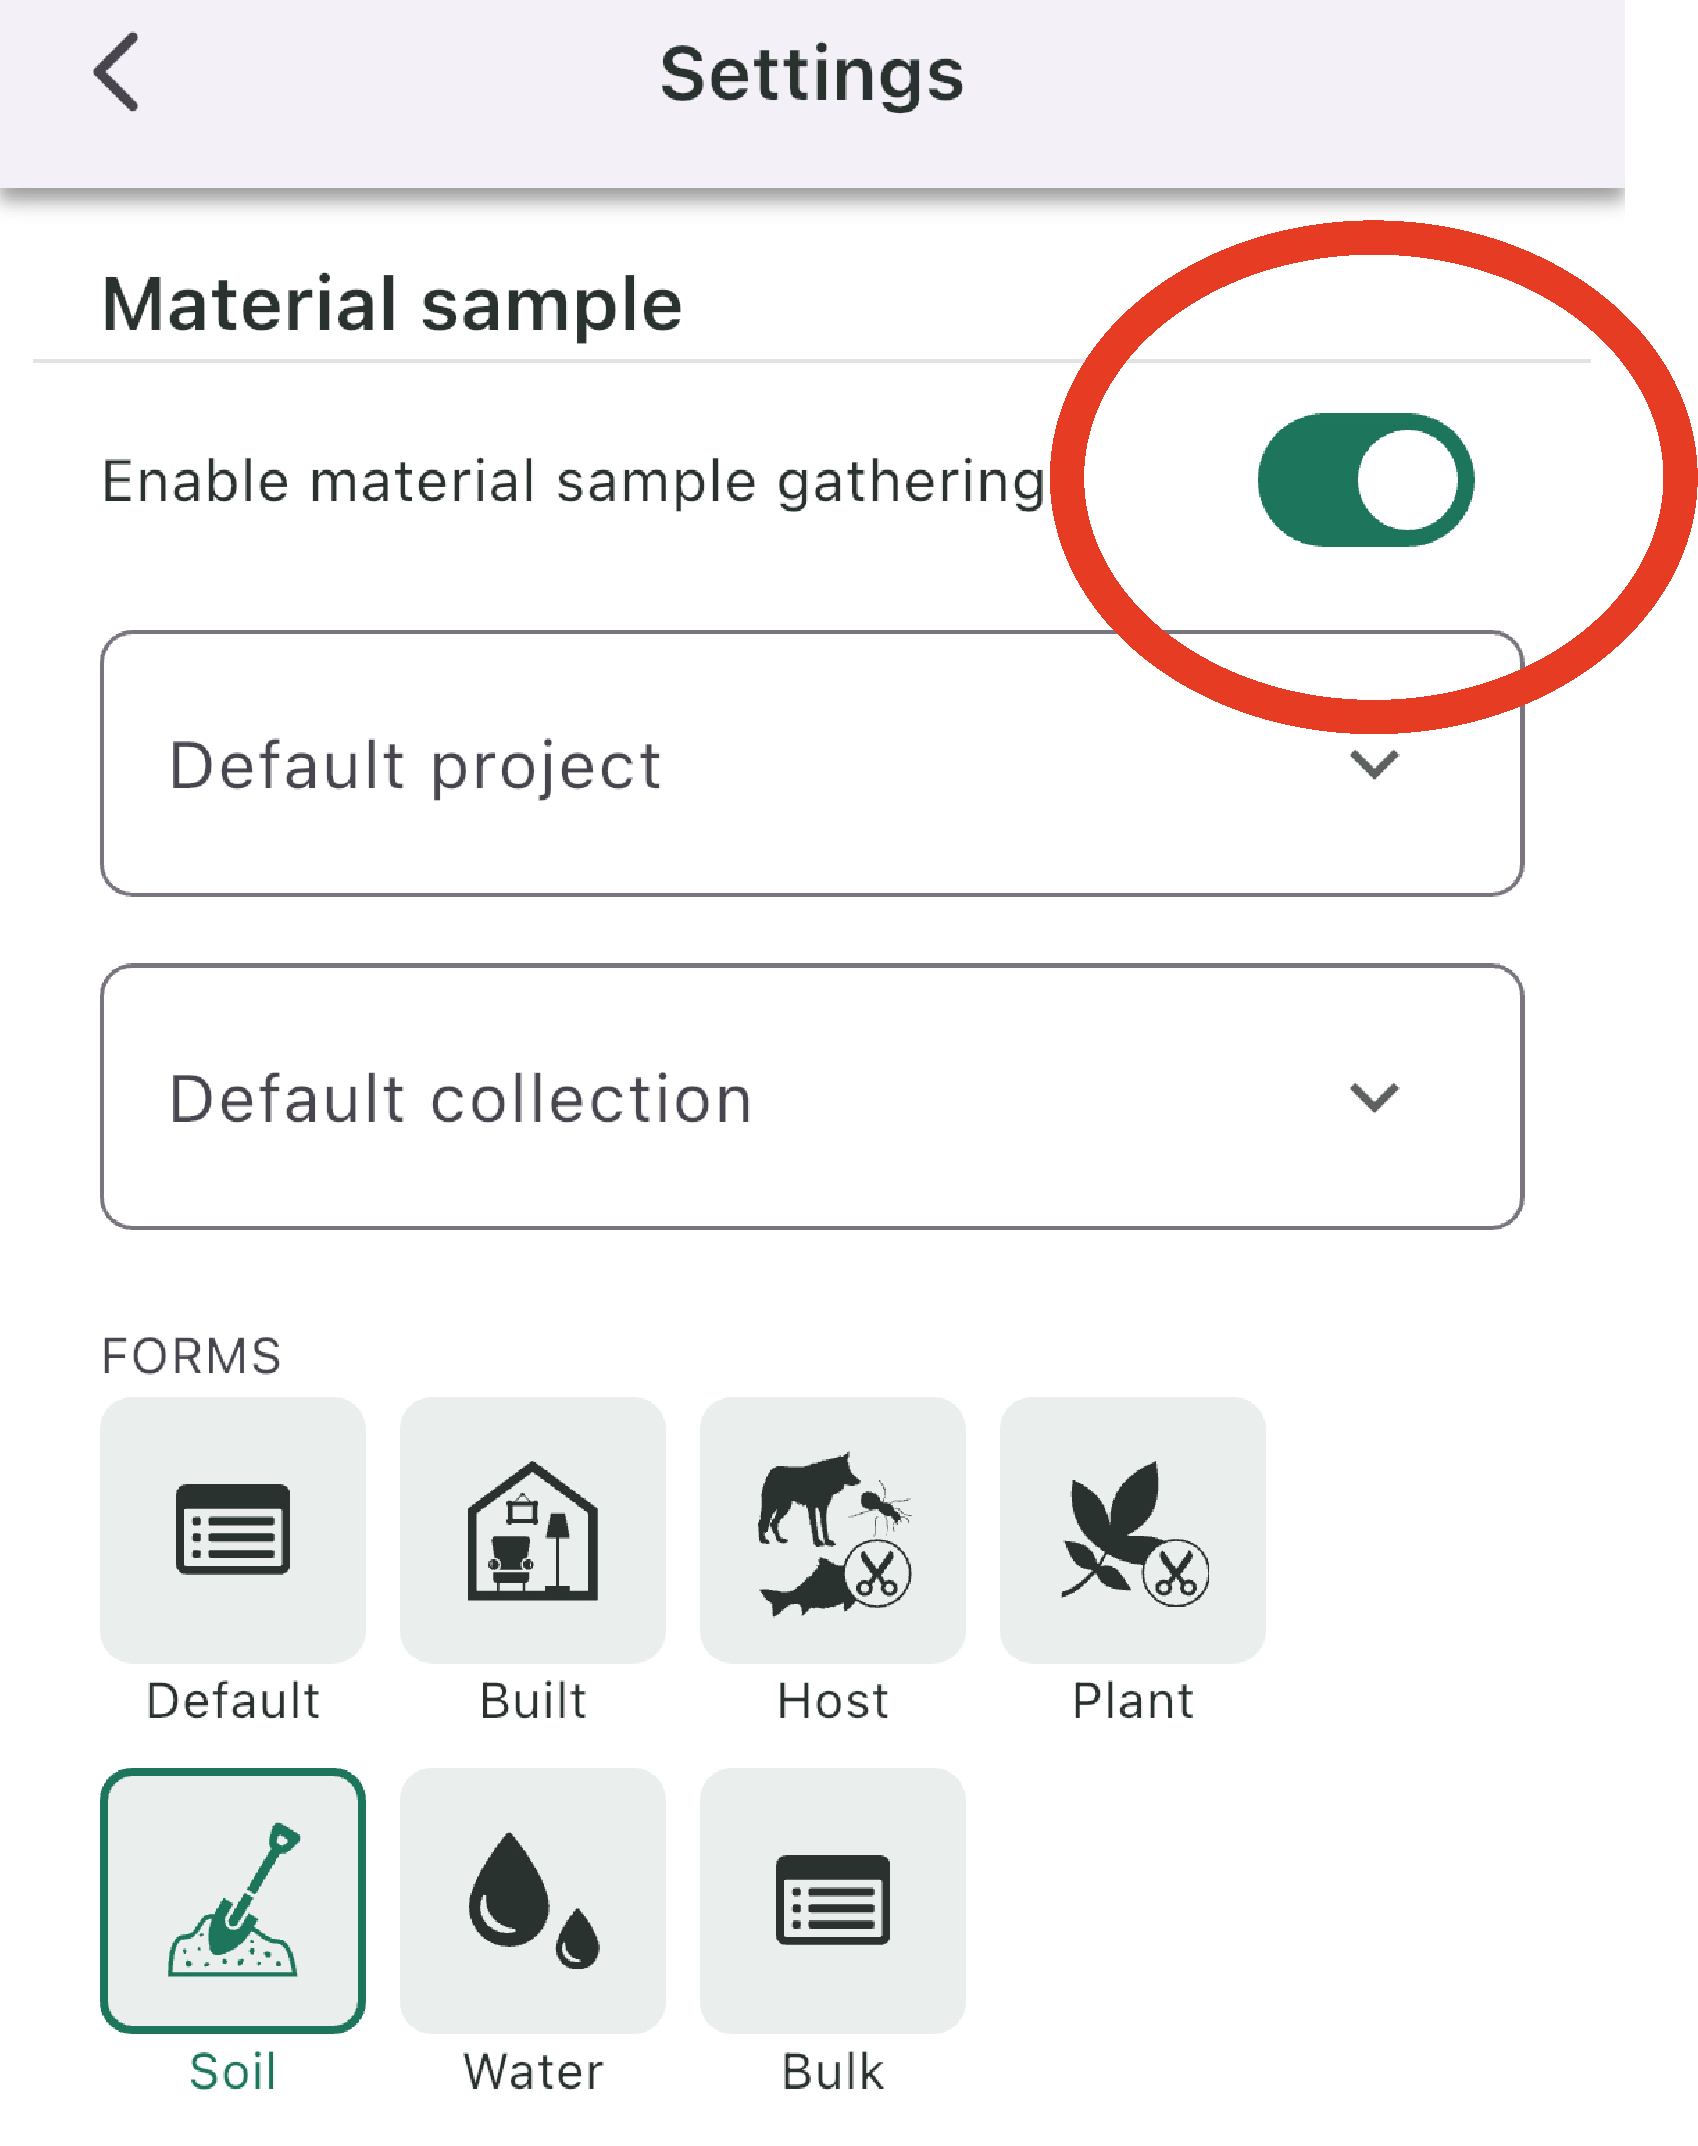 Settings
Material sample
Enable material sample gathering
Default project
Default collection
FORMS
Default Built Host Plant
Soil Water Bulk